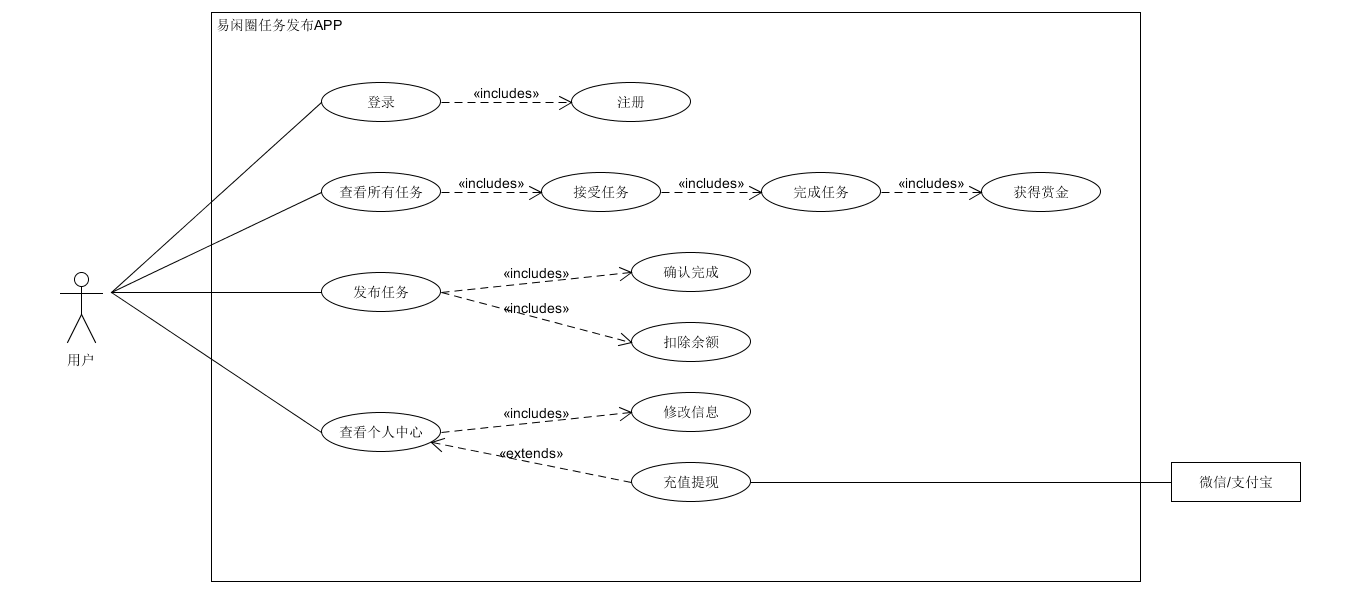 易闲圈任务发布APP
登录
«includes»
注册
查看所有任务
«includes»
接受任务
«includes»
完成任务
«includes»
获得赏金
用户
发布任务
«includes»
确认完成
«includes»
扣除余额
查看个人中心
«includes»
修改信息
«extends»
充值提现
微信/支付宝